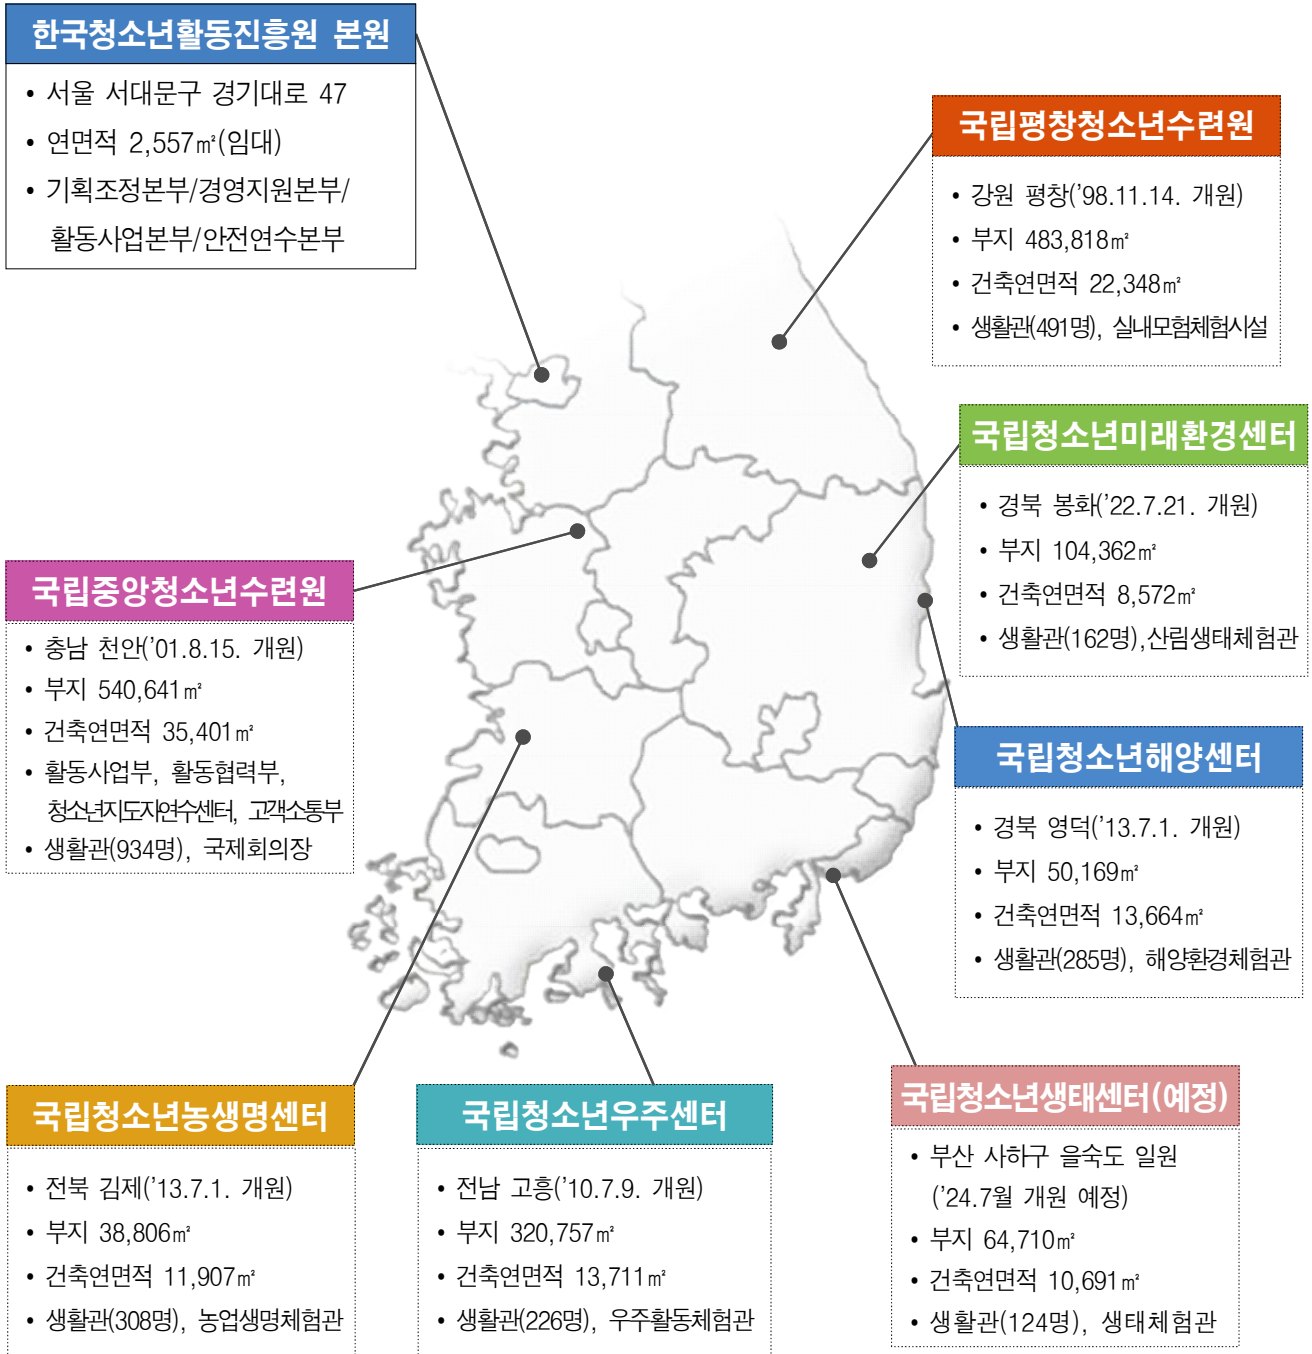 한국청소년활동진흥원 본원
• 서울 서대문구 경기대로 47
• 연면적 2,557㎡(임대)
• 기획조정본부/경영지원본부/
활동사업본부/안전연수본부
국립평창청소년수련원
• 강원 평창('98.11.14. 개원)
• 부지 483,818㎡
• 건축연면적 22,348㎡
• 생활관(491명), 실내모험체험시설
국립청소년미래환경센터
• 경북 봉화('22.7.21. 개원)
• 부지 104,362㎡
• 건축연면적 8,572㎡
• 생활관(162명),산림생태체험관
국립중앙청소년수련원
• 충남 천안('01.8.15. 개원)
• 부지 540,641㎡
• 건축연면적 35,401㎡
• 활동사업부, 활동협력부,
청소년지도자연수센터, 고객소통부
• 생활관(934명), 국제회의장
국립청소년해양센터
• 경북 영덕('13.7.1. 개원)
• 부지 50,169㎡
• 건축연면적 13,664㎡
• 생활관(285명), 해양환경체험관
국립청소년농생명센터
• 전북 김제('13.7.1. 개원)
• 부지 38,806㎡
• 건축연면적 11,907㎡
• 생활관(308명), 농업생명체험관
국립청소년우주센터
• 전남 고흥('10.7.9. 개원)
• 부지 320,757㎡
• 건축연면적 13,711㎡
• 생활관(226명), 우주활동체험관
국립청소년생태센터(예정)
• 부산 사하구 을숙도 일원
('24.7월 개원 예정)
• 부지 64,710㎡
• 건축연면적 10,691㎡
• 생활관(124명), 생태체험관